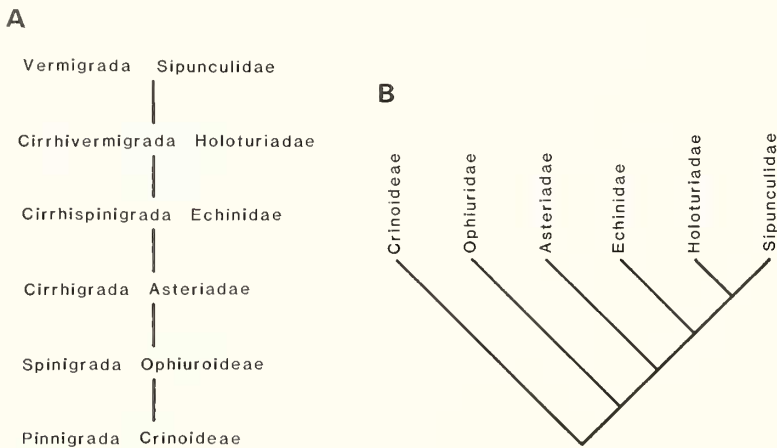 A
Vermigrada Sipunculidae
Cirrhivermigrada Holoturiadae
Cirrhispinigrada Echinidae
Cirrhigrada Asteriadae
Spinigrada Ophiuroideae
Pinnigrada Crinoideae
B
Crinoideae
Ophiuridae
Asteriadae
Echinidae
Holoturiadae
Sipunculidae